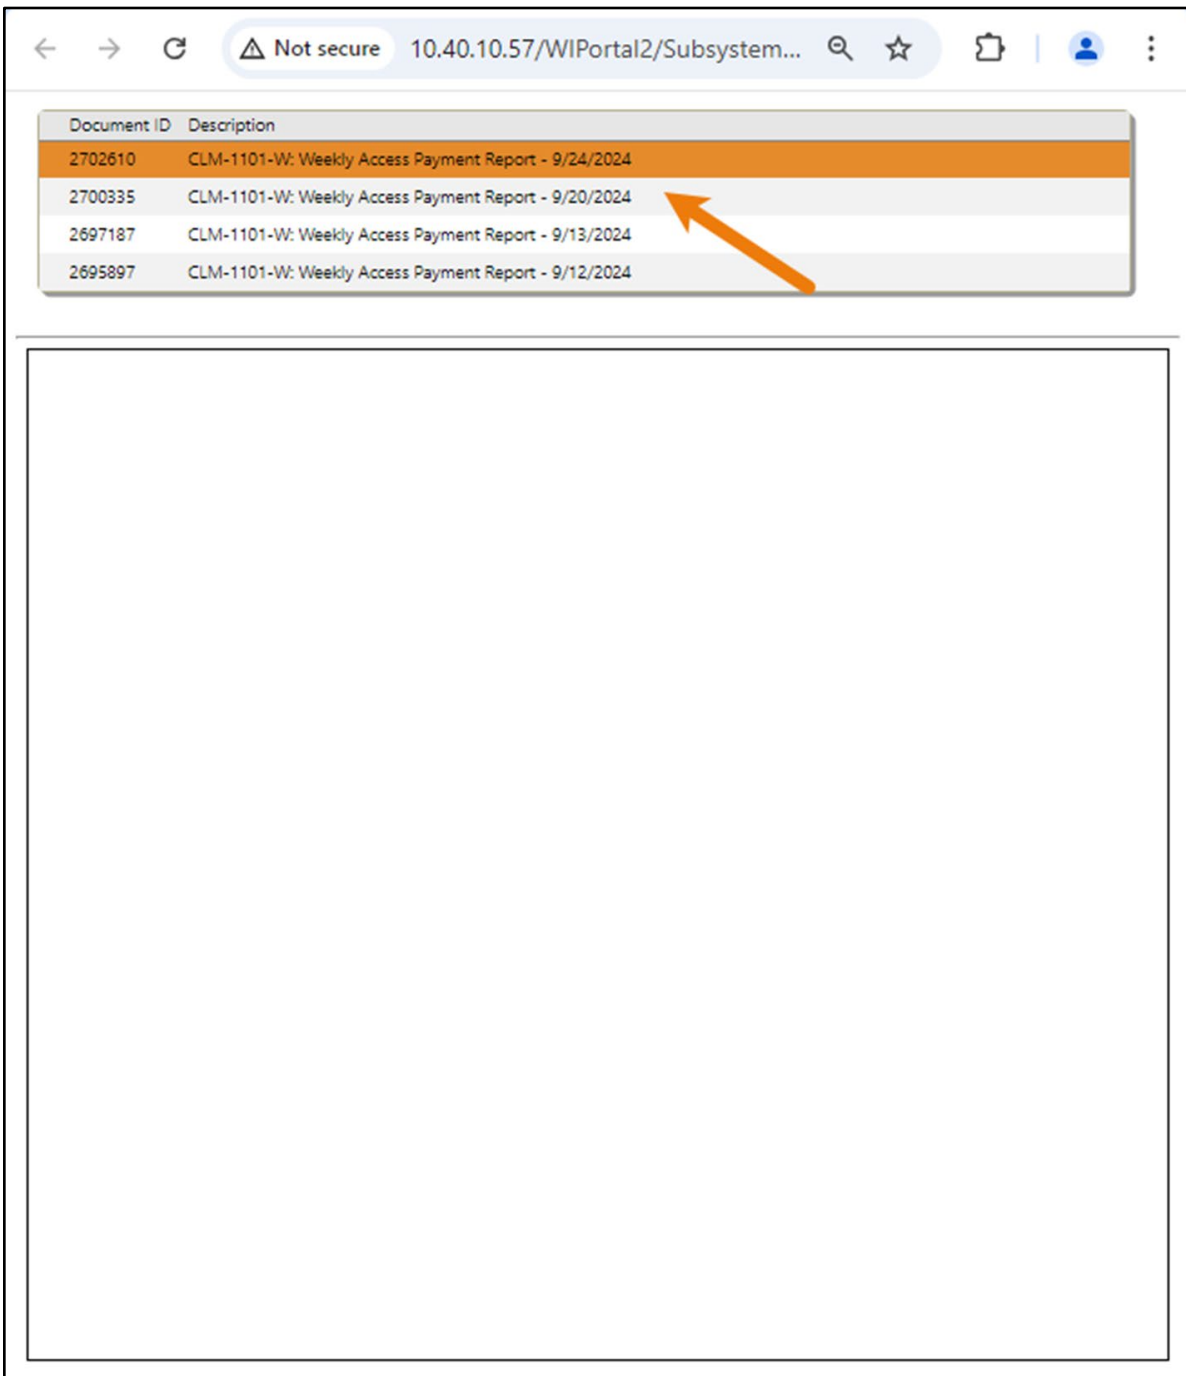 Not secure 10.40.10.57/WIPortal2/Subsystem...
Document ID Description
2702610 CLM-1101-W: Weekly Access Payment Report - 9/24/2024
2700335 CLM-1101-W: Weekly Access Payment Report - 9/20/2024
2697187 CLM-1101-W: Weekly Access Payment Report - 9/13/2024
2695897 CLM-1101-W: Weekly Access Payment Report - 9/12/2024